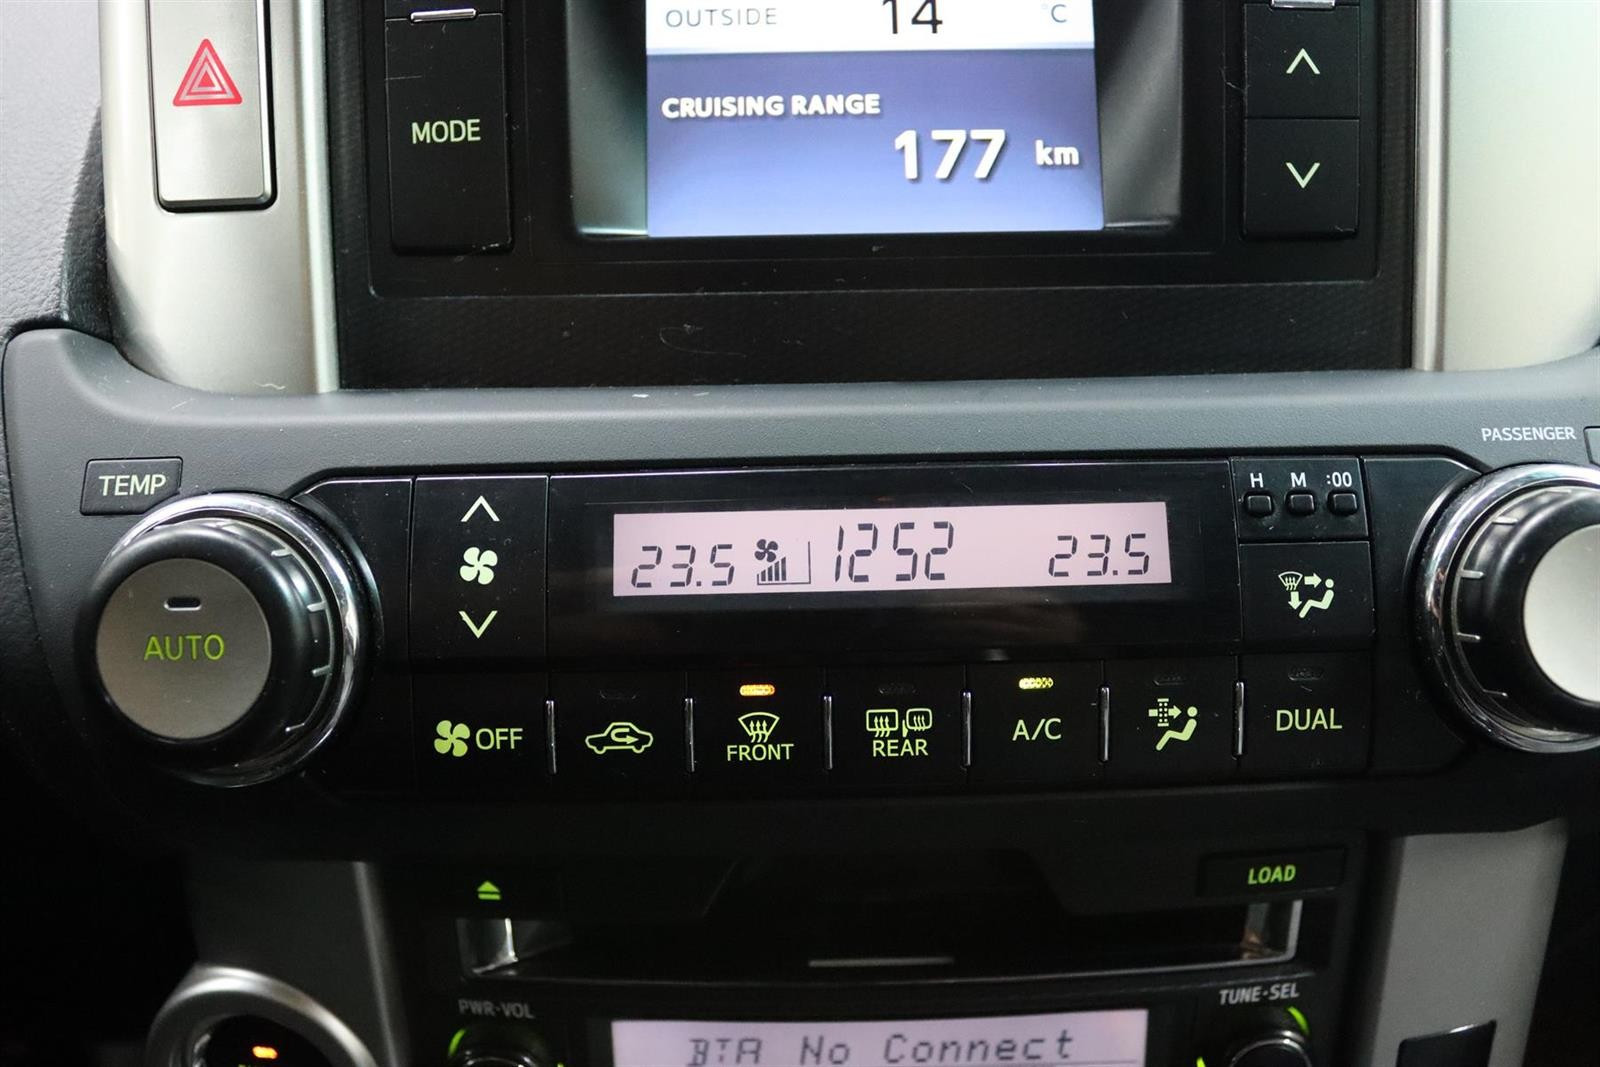 OUTSIDE 14 °C
MODE
CRUISING RANGE
177 km
PASSENGER
TEMP
H M :00
23.5 1252 23.5
AUTO
OFF
FRONT
REAR
A/C
DUAL
LOAD
PWR·VOL
TUNE·SEL
BTA No Connect